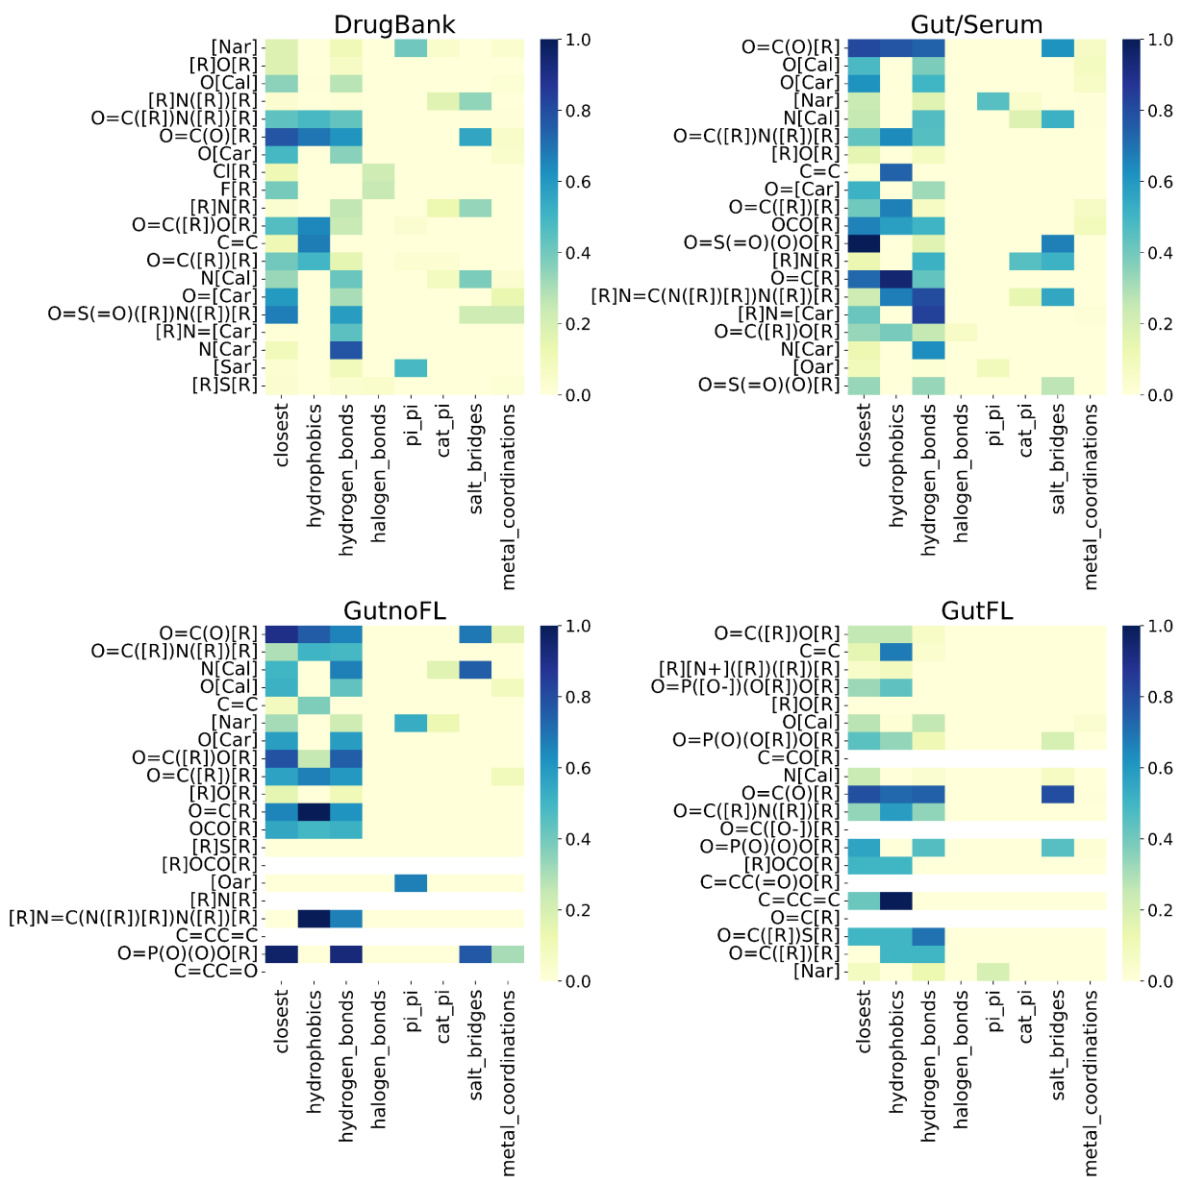 DrugBank
[Nar]
[R]O[R]
O[Cal]
[R]N([R])[R]
O=C([R])N([R])[R]
O=C(O)[R]
O[Car]
Cl[R]
F[R]
[R]N[R]
O=C([R])O[R]
C=C
O=C([R])[R]
N[Cal]
O=[Car]
O=S(=O)([R])N([R])[R]
[R]N=[Car]
N[Car]
[Sar]
[R]S[R]
closest
hydrophobics
hydrogen_bonds
halogen_bonds
pi_pi
cat_pi
salt_bridges
metal_coordinations
1.0
0.8
0.6
0.4
0.2
0.0
Gut/Serum
O=C(O)[R]
O[Cal]
O[Car]
[Nar]
N[Cal]
O=C([R])N([R])[R]
[R]O[R]
C=C
O=[Car]
O=C([R])[R]
OCO[R]
O=S(=O)(O)O[R]
[R]N[R]
O=C[R]
[R]N=C(N([R])[R])N([R])[R]
[R]N=[Car]
O=C([R])O[R]
N[Car]
[Oar]
O=S(=O)(O)[R]
closest
hydrophobics
hydrogen_bonds
halogen_bonds
pi_pi
cat_pi
salt_bridges
metal_coordinations
1.0
0.8
0.6
0.4
0.2
0.0
GutnoFL
O=C(O)[R]
O=C([R])N([R])[R]
N[Cal]
O[Cal]
C=C
[Nar]
O[Car]
O=C([R])O[R]
O=C([R])[R]
[R]O[R]
O=C[R]
OCO[R]
[R]S[R]
[R]OCO[R]
[Oar]
[R]N[R]
[R]N=C(N([R])[R])N([R])[R]
C=CC=C
O=P(O)(O)O[R]
C=CC=O
closest
hydrophobics
hydrogen_bonds
halogen_bonds
pi_pi
cat_pi
salt_bridges
metal_coordinations
1.0
0.8
0.6
0.4
0.2
0.0
GutFL
O=C([R])O[R]
C=C
[R][N+]([R])([R])[R]
O=P([O-])(O[R])O[R]
[R]O[R]
O[Cal]
O=P(O)(O[R])O[R]
C=CO[R]
N[Cal]
O=C(O)[R]
O=C([R])N([R])[R]
O=C([O-])[R]
O=P(O)(O)O[R]
[R]OCO[R]
C=CC(=O)O[R]
C=CC=C
O=C[R]
O=C([R])S[R]
O=C([R])[R]
[Nar]
closest
hydrophobics
hydrogen_bonds
halogen_bonds
pi_pi
cat_pi
salt_bridges
metal_coordinations
1.0
0.8
0.6
0.4
0.2
0.0